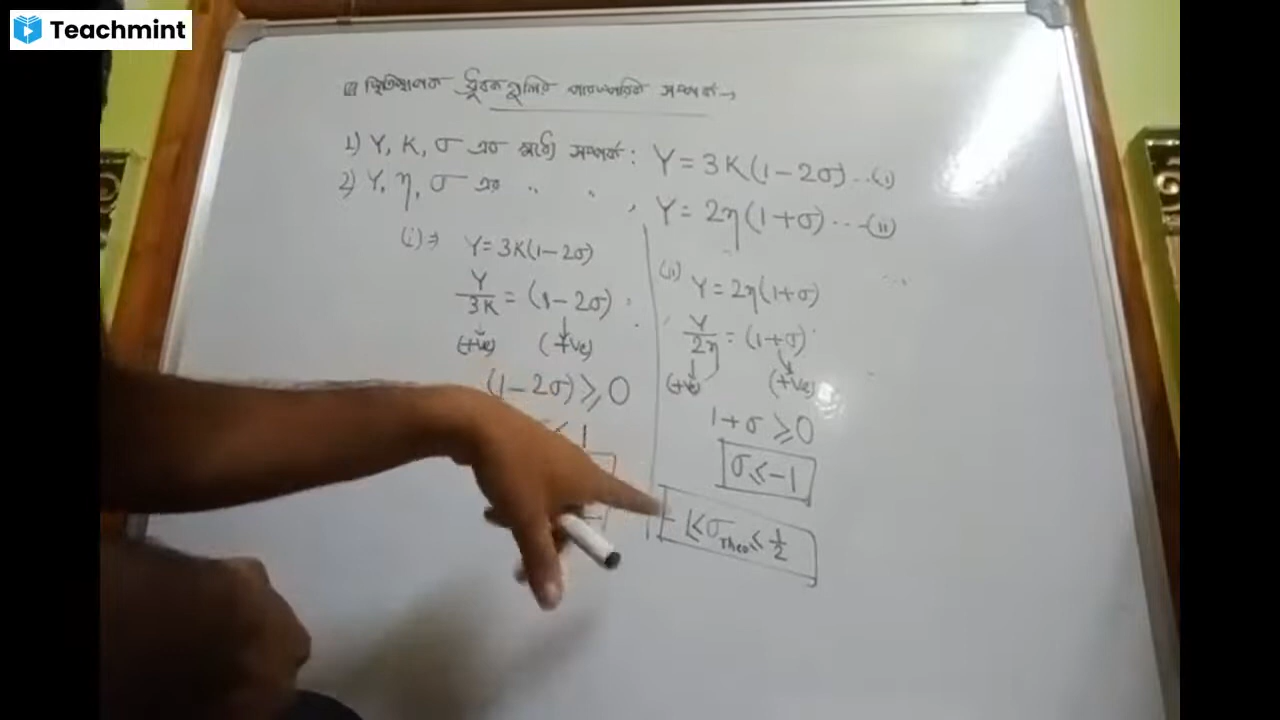 Teachmint
স্থিতিস্থাপক ধ্রুবকগুলির পারস্পরিক সম্পর্ক →
1) Y, K, σ এর মধ্যে সম্পর্ক : Y = 3K(1-2σ)...(i)
2) Y, η, σ এর " " , Y = 2η(1+σ)...(ii)
(i)⇒ Y=3K(1-2σ)
Y/3K = (1-2σ)
(+ve) (+ve)
(1-2σ) ⩾ 0
1
(ii) Y=2η(1+σ)
Y/2η = (1+σ)
(+ve) (+ve)
1+σ ⩾ 0
σ ⩽ -1
-1 ⩽ σTheo ⩽ 1/2